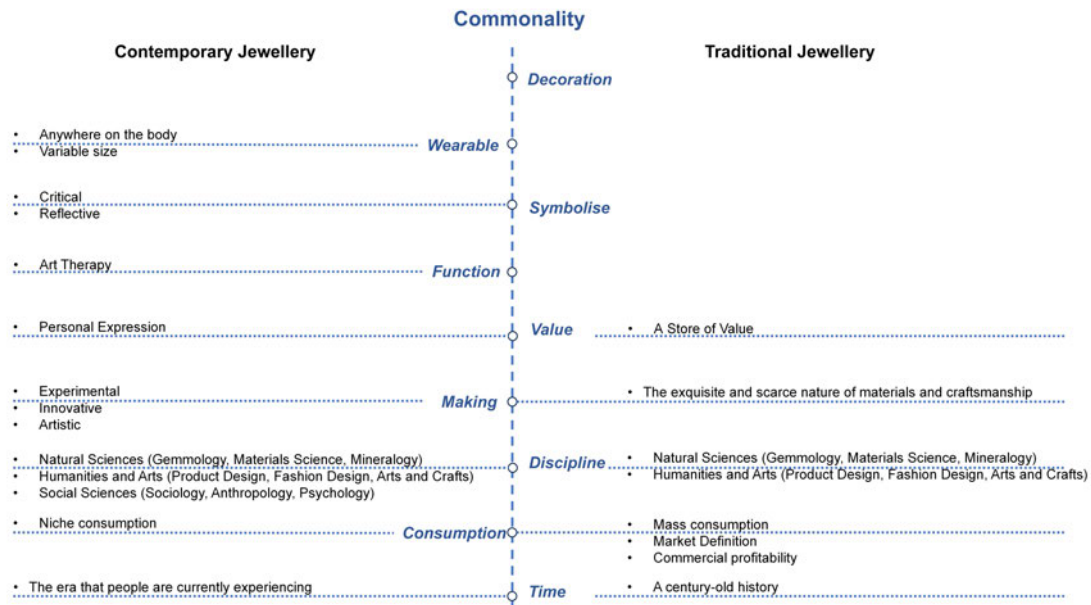 Commonality
Contemporary Jewellery
Traditional Jewellery
Decoration
• Anywhere on the body
• Variable size
Wearable
• Critical
• Reflective
Symbolise
• Art Therapy
Function
• Personal Expression
Value
• A Store of Value
• Experimental
• Innovative
• Artistic
Making
• The exquisite and scarce nature of materials and craftsmanship
• Natural Sciences (Gemmology, Materials Science, Mineralogy)
• Humanities and Arts (Product Design, Fashion Design, Arts and Crafts)
• Social Sciences (Sociology, Anthropology, Psychology)
Discipline
• Natural Sciences (Gemmology, Materials Science, Mineralogy)
• Humanities and Arts (Product Design, Fashion Design, Arts and Crafts)
• Niche consumption
Consumption
• Mass consumption
• Market Definition
• Commercial profitability
• The era that people are currently experiencing
Time
• A century-old history